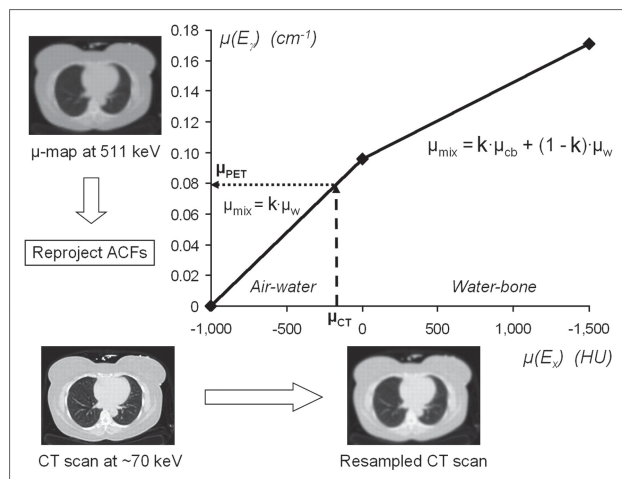 μ(Eγ) (cm-1)
0.18
0.16
0.14
0.12
0.10
0.08
0.06
0.04
0.02
0
μ-map at 511 keV
Reproject ACFs
μPET
μmix = k·μw
μmix = k·μcb + (1 - k)·μw
Air-water
Water-bone
μCT
-1,000 -500 0 500 1,000 -1,500
μ(Ex) (HU)
CT scan at ~70 keV
Resampled CT scan